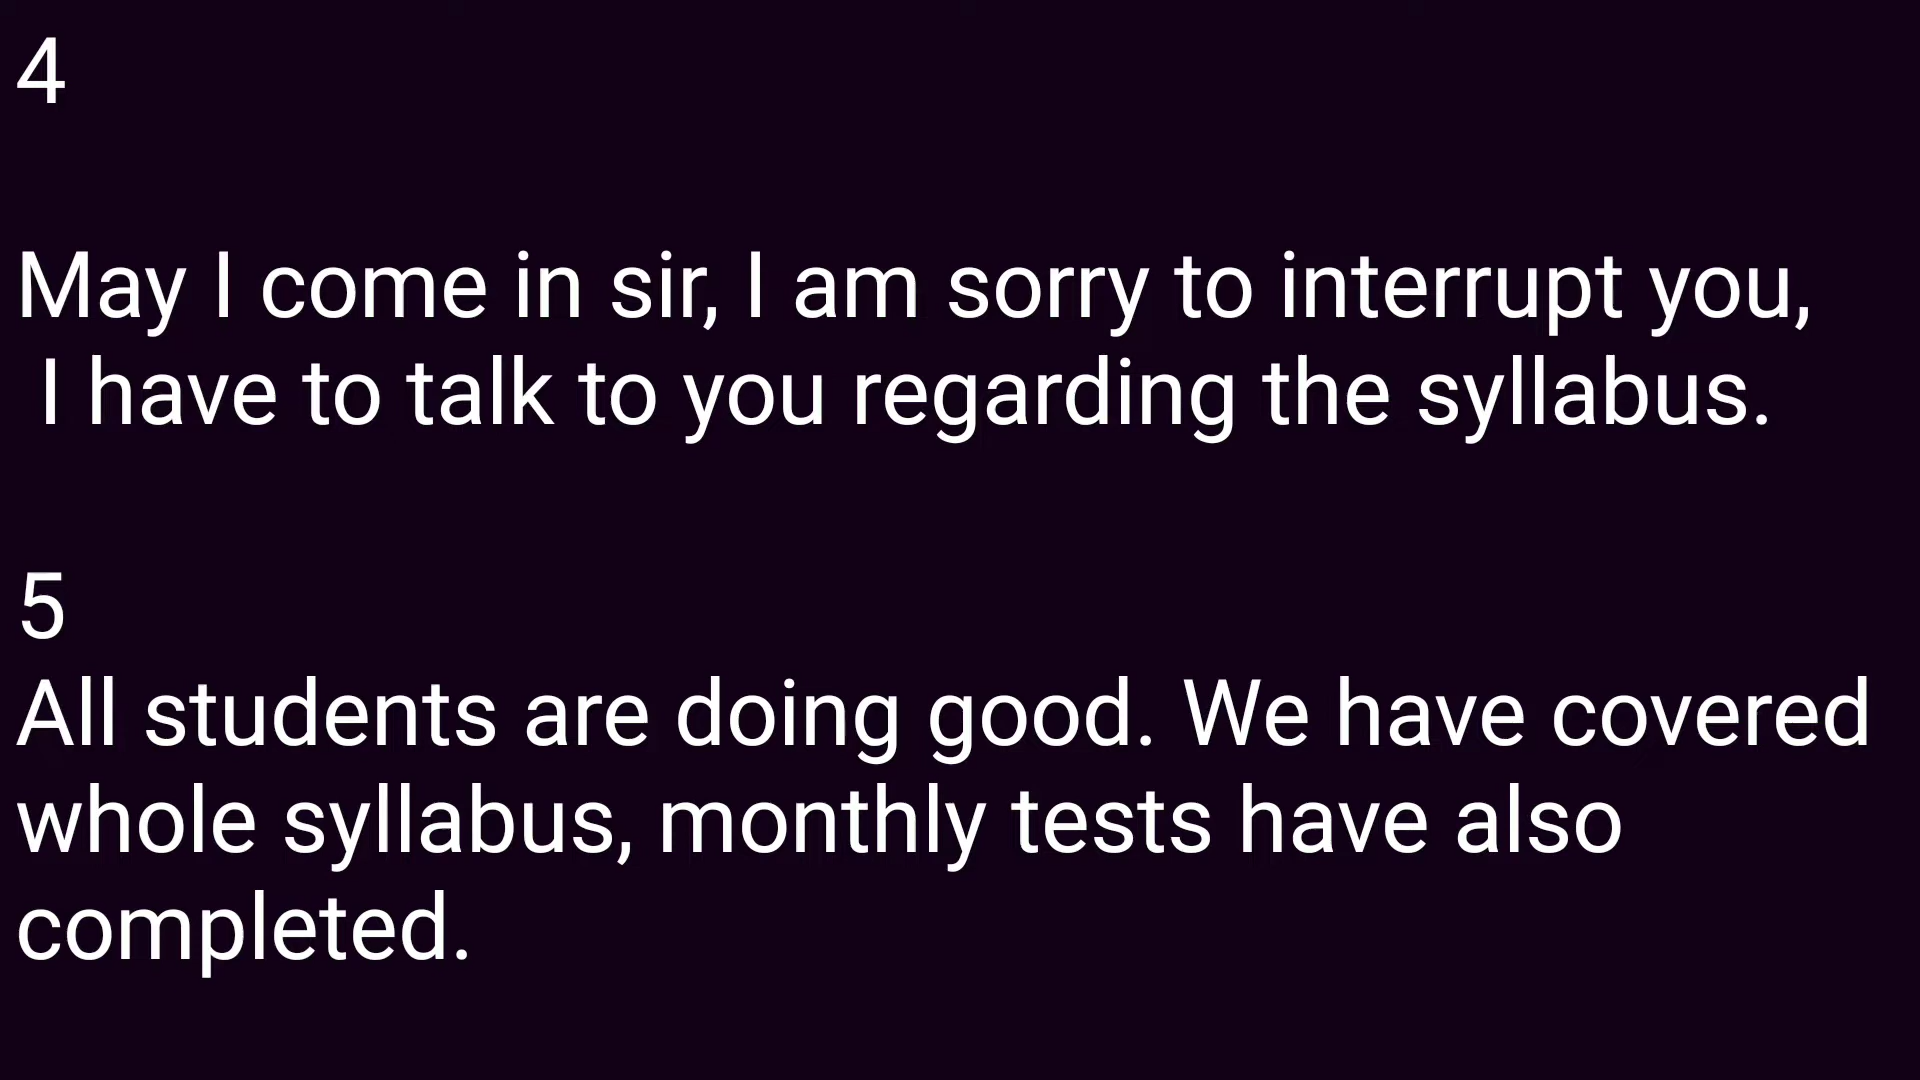 4
May I come in sir, I am sorry to interrupt you,
I have to talk to you regarding the syllabus.
5
All students are doing good. We have covered
whole syllabus, monthly tests have also
completed.